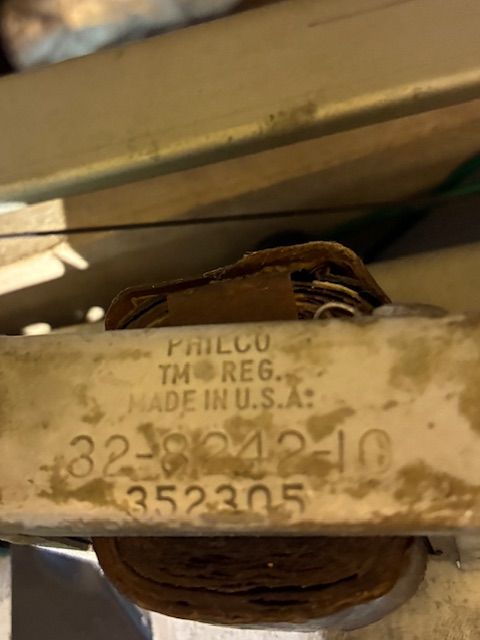 PHILCO
TM REG.
MADE IN U.S.A.
32-8242-10
352305